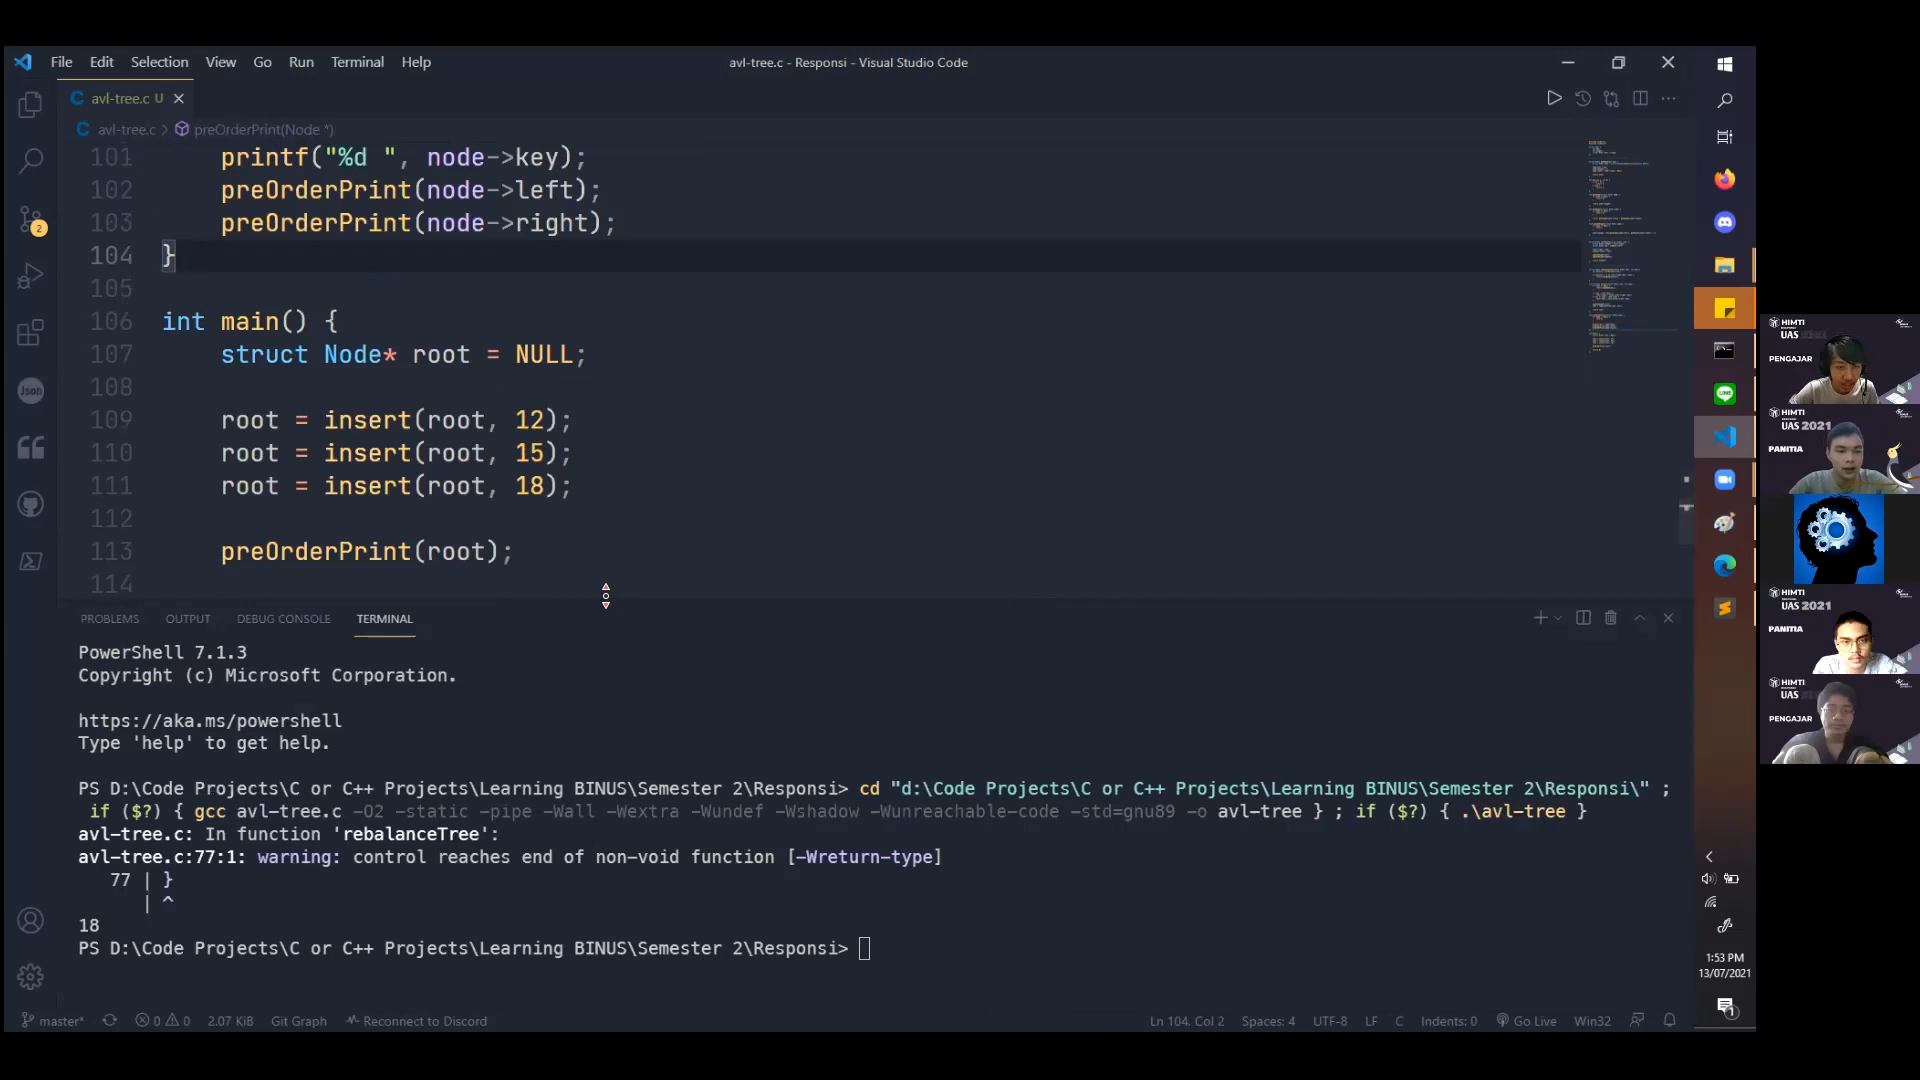 File Edit Selection View Go Run Terminal Help
avl-tree.c - Responsi - Visual Studio Code
avl-tree.c U
avl-tree.c > preOrderPrint(Node *)
101 printf("%d ", node->key);
102 preOrderPrint(node->left);
103 preOrderPrint(node->right);
104 }
105
106 int main() {
107 struct Node* root = NULL;
108
109 root = insert(root, 12);
110 root = insert(root, 15);
111 root = insert(root, 18);
112
113 preOrderPrint(root);
114
PROBLEMS OUTPUT DEBUG CONSOLE TERMINAL
PowerShell 7.1.3
Copyright (c) Microsoft Corporation.
https://aka.ms/powershell
Type 'help' to get help.
PS D:\Code Projects\C or C++ Projects\Learning BINUS\Semester 2\Responsi> cd "d:\Code Projects\C or C++ Projects\Learning BINUS\Semester 2\Responsi\" ;
if ($?) { gcc avl-tree.c -O2 -static -pipe -Wall -Wextra -Wundef -Wshadow -Wunreachable-code -std=gnu89 -o avl-tree } ; if ($?) { .\avl-tree }
avl-tree.c: In function 'rebalanceTree':
avl-tree.c:77:1: warning: control reaches end of non-void function [-Wreturn-type]
77 | }
| ^
18
PS D:\Code Projects\C or C++ Projects\Learning BINUS\Semester 2\Responsi>
master* 0 0 2.07 KiB Git Graph Reconnect to Discord
Ln 104, Col 2 Spaces: 4 UTF-8 LF C Indents: 0 Go Live Win32
2
Json
LINE
1:53 PM
13/07/2021
1
HIMTI
UAS
PENGAJAR
HIMTI
UAS 2021
PANITIA
HIMTI
UAS 2021
PANITIA
HIMTI
UAS
PENGAJAR